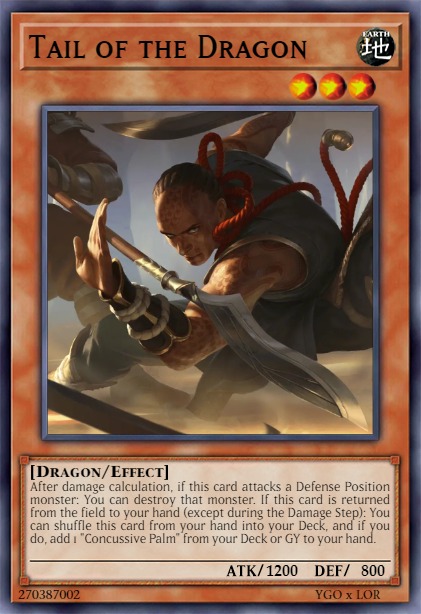 Tail of the Dragon
EARTH
地
[Dragon/Effect]
After damage calculation, if this card attacks a Defense Position
monster: You can destroy that monster. If this card is returned
from the field to your hand (except during the Damage Step): You
can shuffle this card from your hand into your Deck, and if you
do, add 1 "Concussive Palm" from your Deck or GY to your hand.
ATK/1200 DEF/ 800
270387002 YGO x LOR